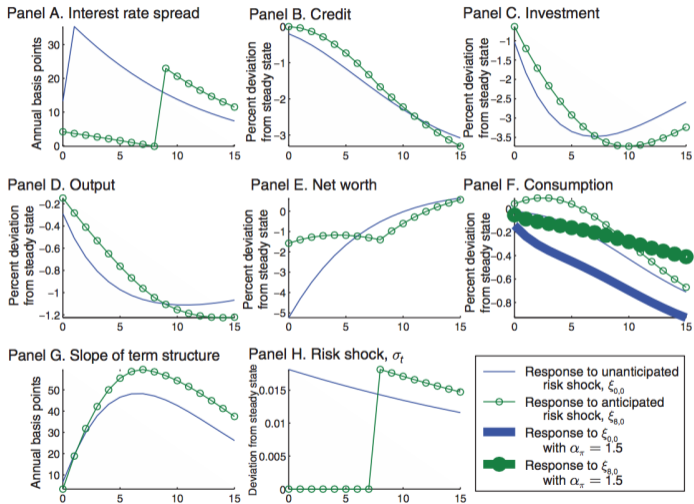 Panel A. Interest rate spread
Annual basis points
30
20
10
0
0 5 10 15
Panel B. Credit
Percent deviation
from steady state
0
−1
−2
−3
0 5 10 15
Panel C. Investment
Percent deviation
from steady state
−1
−1.5
−2
−2.5
−3
−3.5
0 5 10 15
Panel D. Output
Percent deviation
from steady state
−0.2
−0.4
−0.6
−0.8
−1
−1.2
0 5 10 15
Panel E. Net worth
Percent deviation
from steady state
0
−1
−2
−3
−4
−5
0 5 10 15
Panel F. Consumption
Percent deviation
from steady state
0
−0.2
−0.4
−0.6
−0.8
0 5 10 15
Panel G. Slope of term structure
Annual basis points
50
40
30
20
10
0 5 10 15
Panel H. Risk shock, σt
Deviation from steady state
0.015
0.01
0.005
0
0 5 10 15
Response to unanticipated
risk shock, ξ0,0
Response to anticipated
risk shock, ξ8,0
Response to ξ0,0
with απ = 1.5
Response to ξ8,0
with απ = 1.5